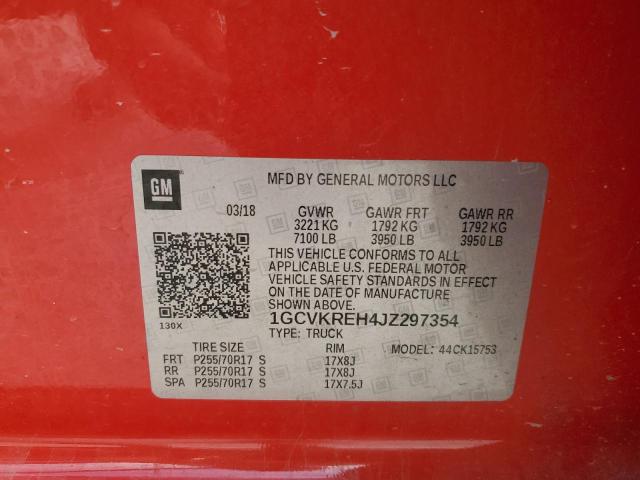 GM
MFD BY GENERAL MOTORS LLC
03/18 GVWR GAWR FRT GAWR RR
3221 KG 1792 KG 1792 KG
7100 LB 3950 LB 3950 LB
THIS VEHICLE CONFORMS TO ALL
APPLICABLE U.S. FEDERAL MOTOR
VEHICLE SAFETY STANDARDS IN EFFECT
ON THE DATE OF MANUFACTURE
SHOWN ABOVE.
130X
1GCVKREH4JZ297354
TYPE: TRUCK
TIRE SIZE RIM MODEL: 44CK15753
FRT P255/70R17 S 17X8J
RR P255/70R17 S 17X8J
SPA P255/70R17 S 17X7.5J